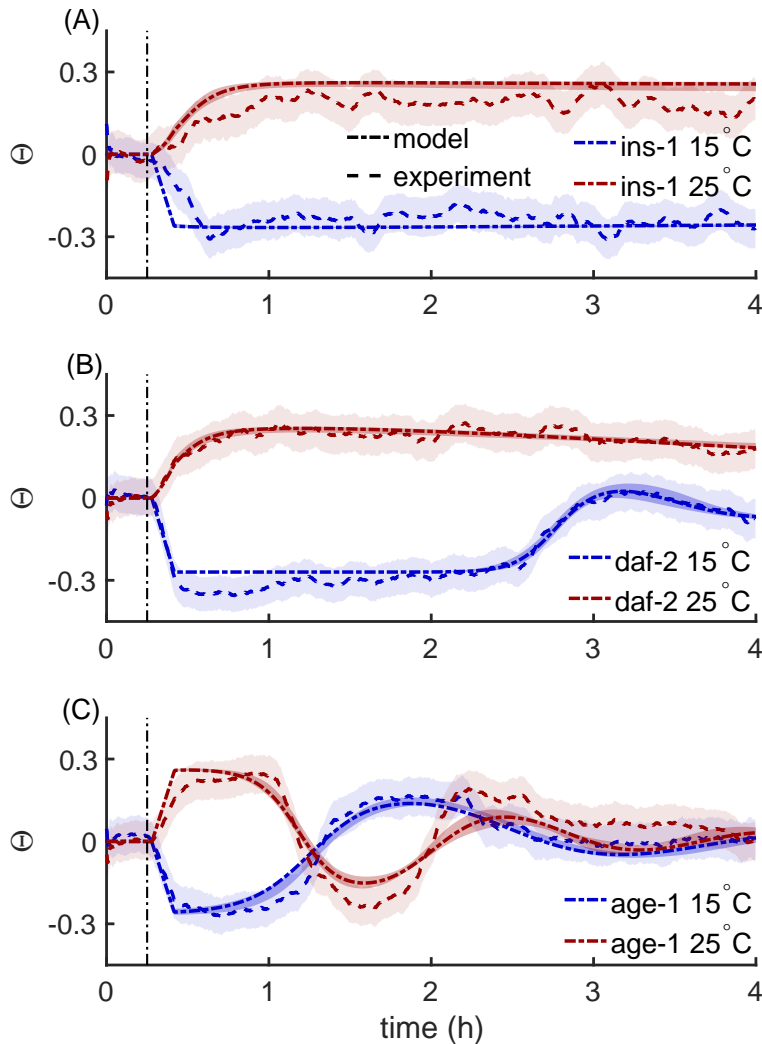 (A)
0.3
0
-0.3
Θ
model
experiment
ins-1 15°C
ins-1 25°C
0 1 2 3 4
(B)
0.3
0
-0.3
Θ
daf-2 15°C
daf-2 25°C
0 1 2 3 4
(C)
0.3
0
-0.3
Θ
age-1 15°C
age-1 25°C
0 1 2 3 4
time (h)